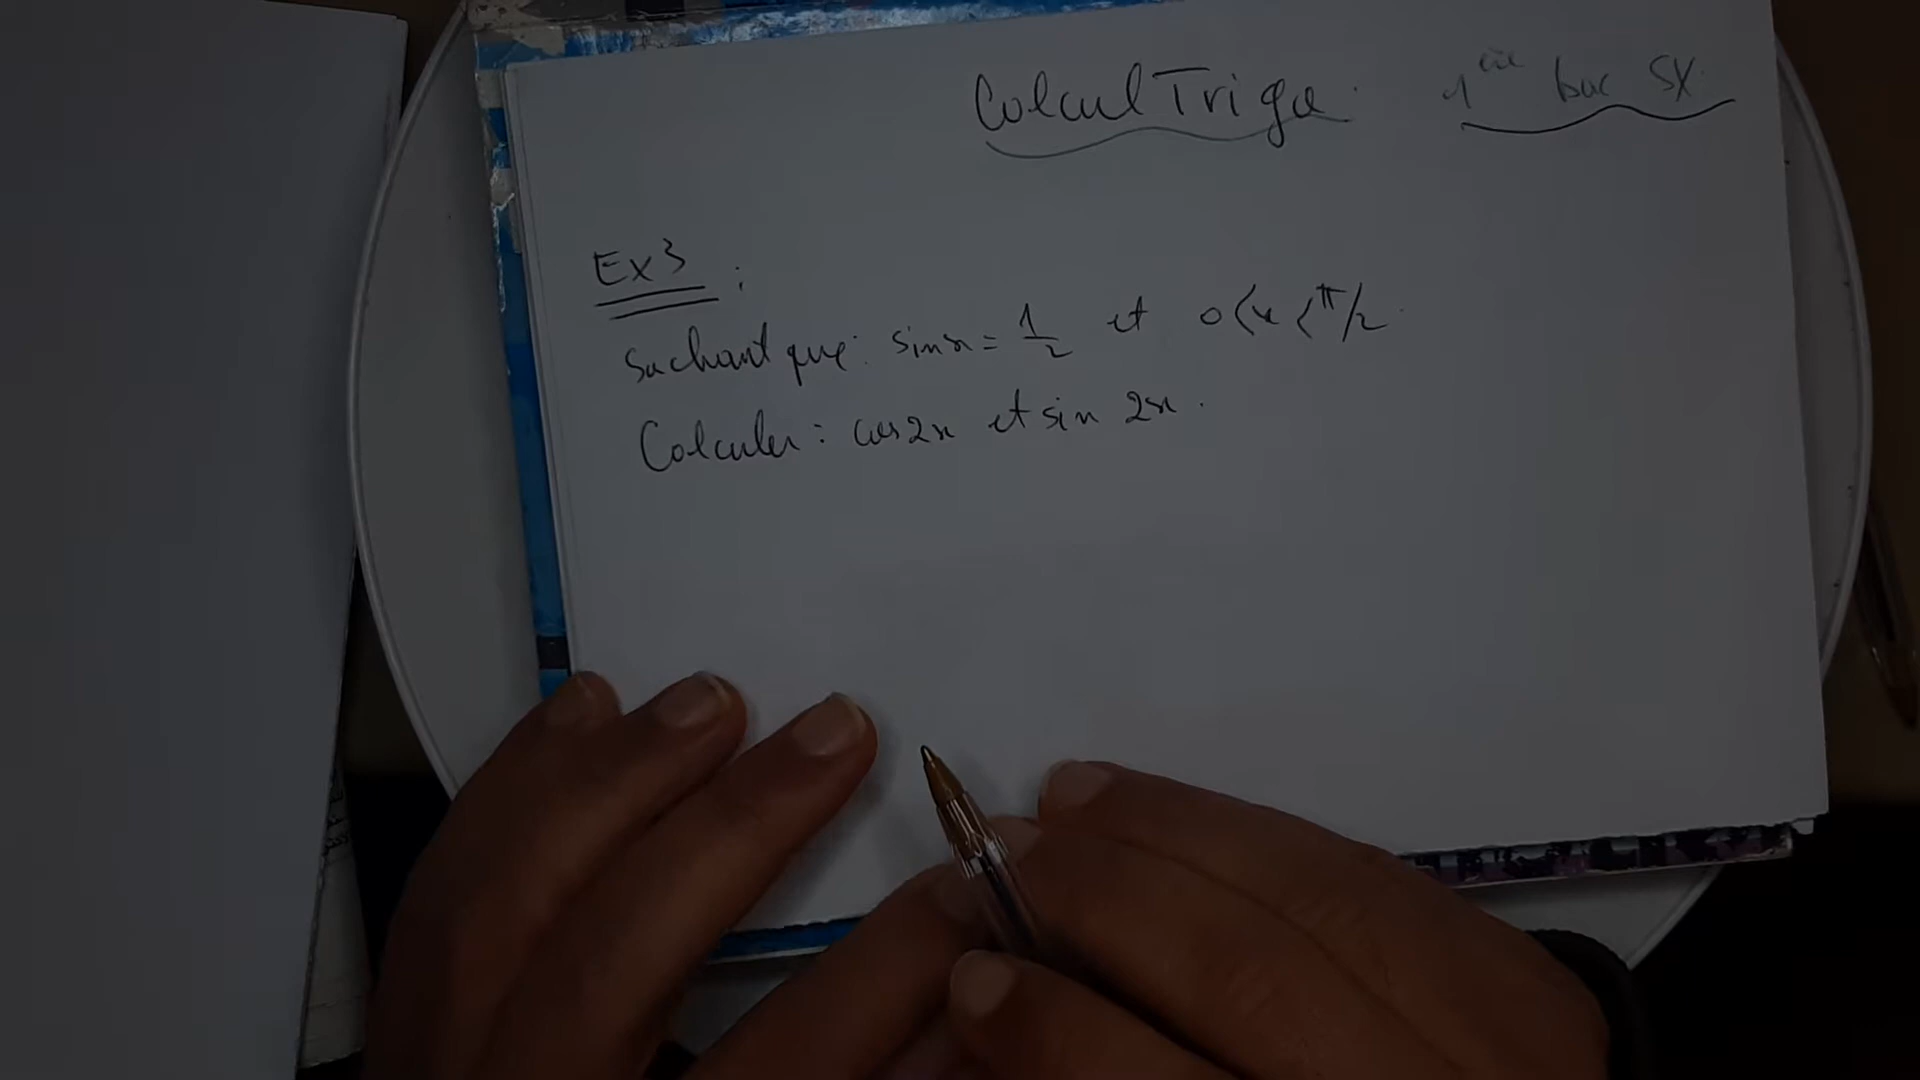 Calcul Trigo
1ère bac SX
Ex3 :
Sachant que : sin x = 1/2 et 0 < x < π/2.
Calculer : cos 2x et sin 2x.